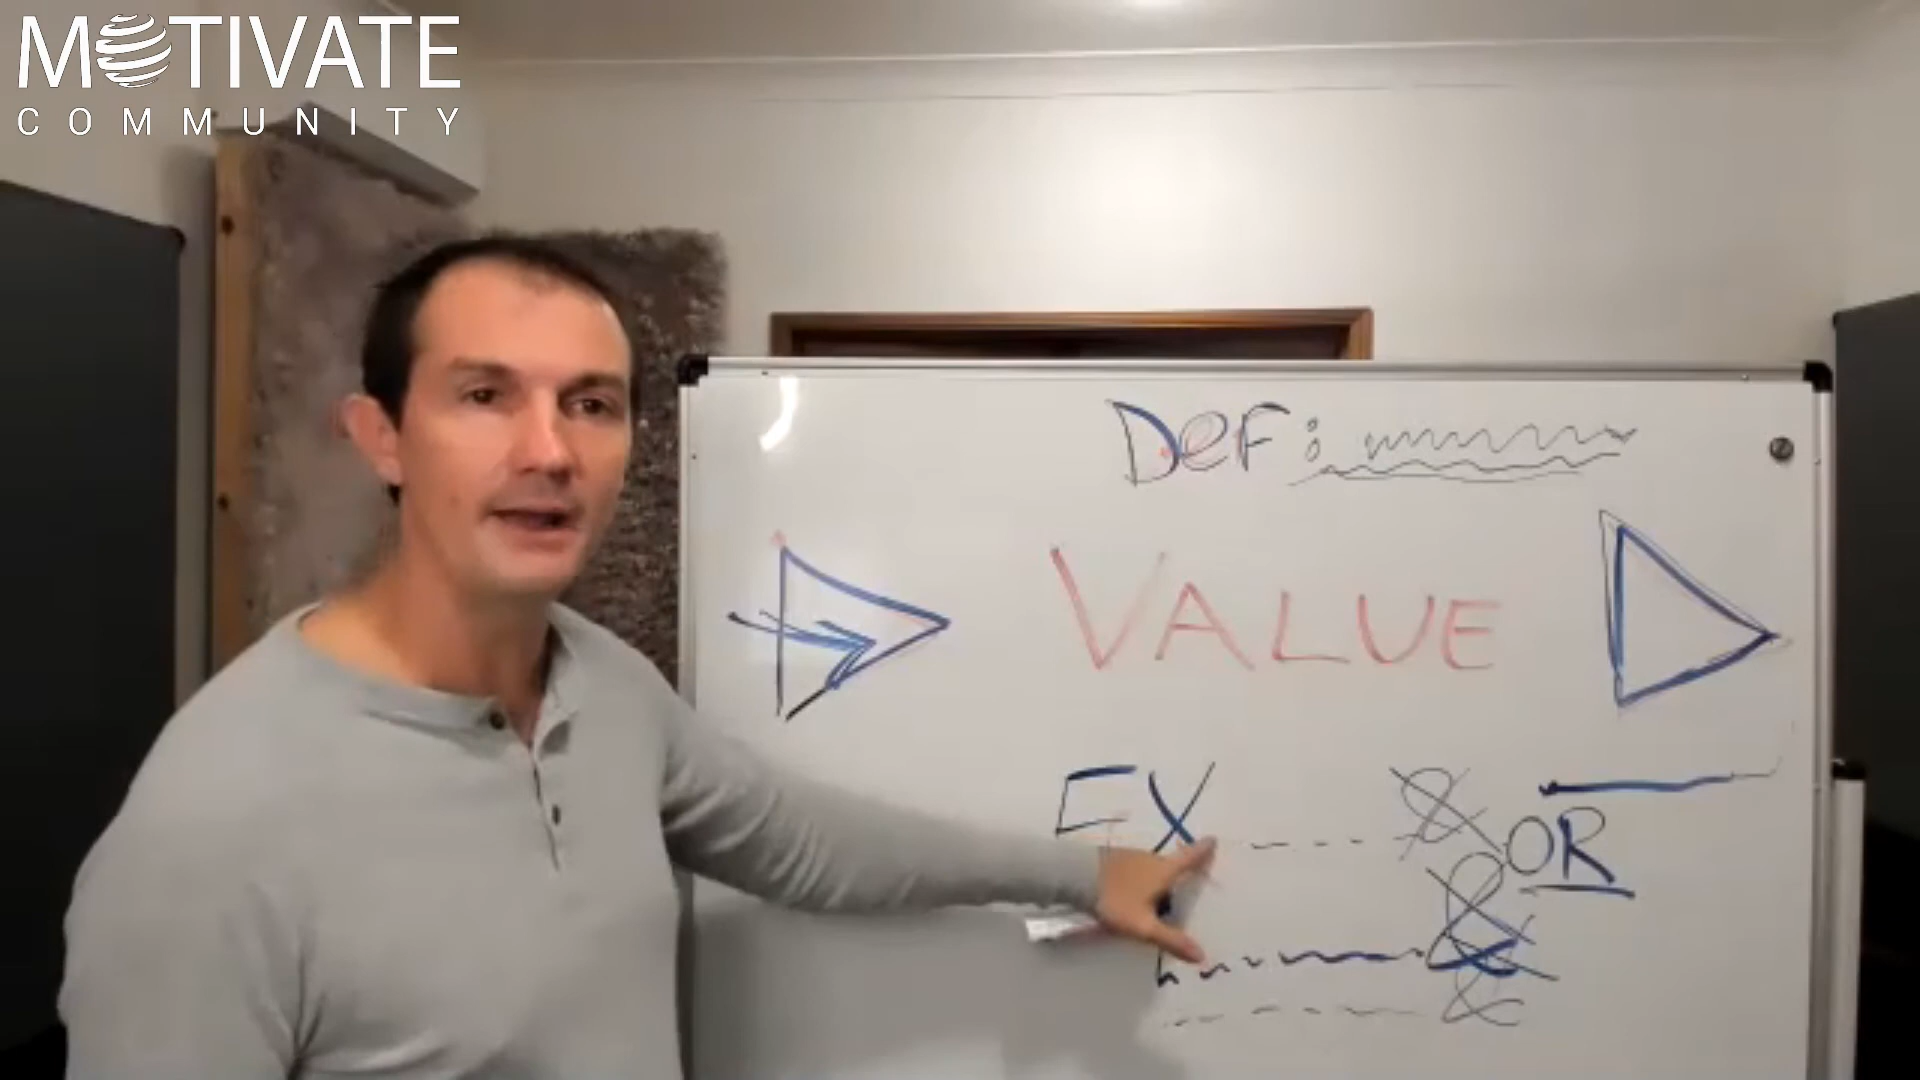 MOTIVATE
COMMUNITY
DEF:
VALUE
EX &
OR
&
&